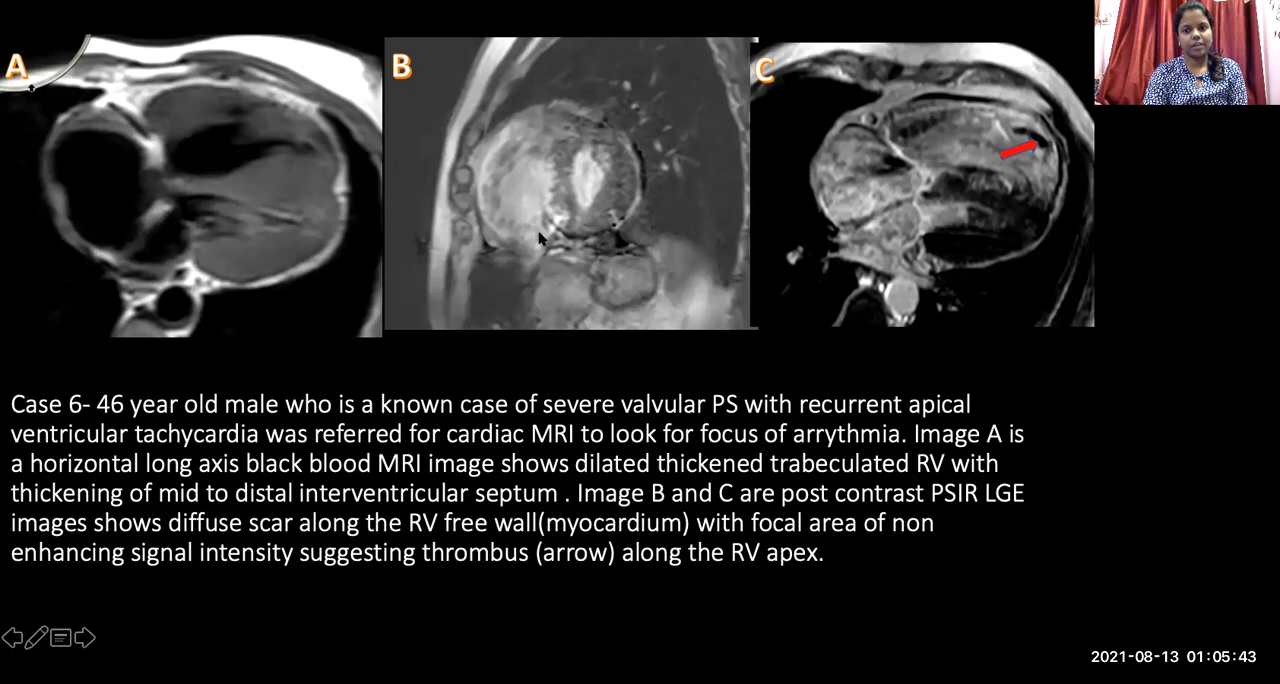 A
B
C
Case 6- 46 year old male who is a known case of severe valvular PS with recurrent apical
ventricular tachycardia was referred for cardiac MRI to look for focus of arrythmia. Image A is
a horizontal long axis black blood MRI image shows dilated thickened trabeculated RV with
thickening of mid to distal interventricular septum . Image B and C are post contrast PSIR LGE
images shows diffuse scar along the RV free wall(myocardium) with focal area of non
enhancing signal intensity suggesting thrombus (arrow) along the RV apex.
2021-08-13 01:05:43